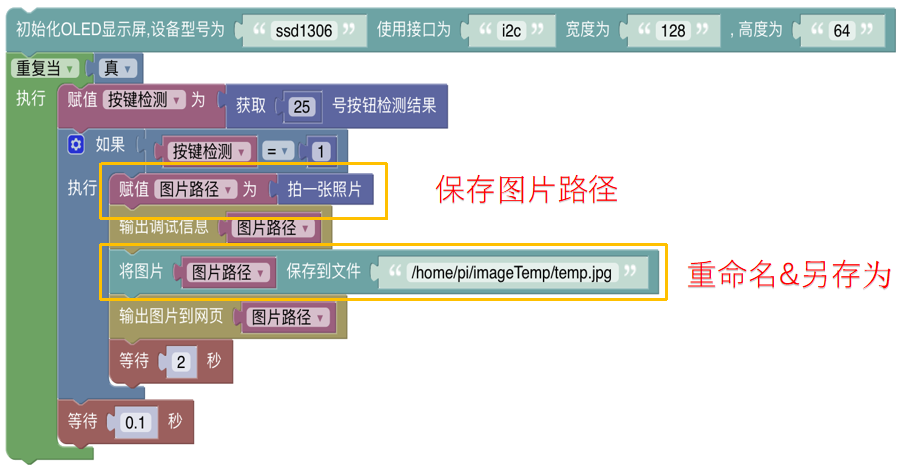 初始化OLED显示屏,设备型号为 “ ssd1306 ” 使用接口为 “ i2c ” 宽度为 “ 128 ” , 高度为 “ 64 ”
重复当 真
执行 赋值 按键检测 为 获取 25 号按钮检测结果
如果 按键检测 = 1
执行 赋值 图片路径 为 拍一张照片 保存图片路径
输出调试信息 图片路径
将图片 图片路径 保存到文件 “ /home/pi/imageTemp/temp.jpg ” 重命名&另存为
输出图片到网页 图片路径
等待 2 秒
等待 0.1 秒